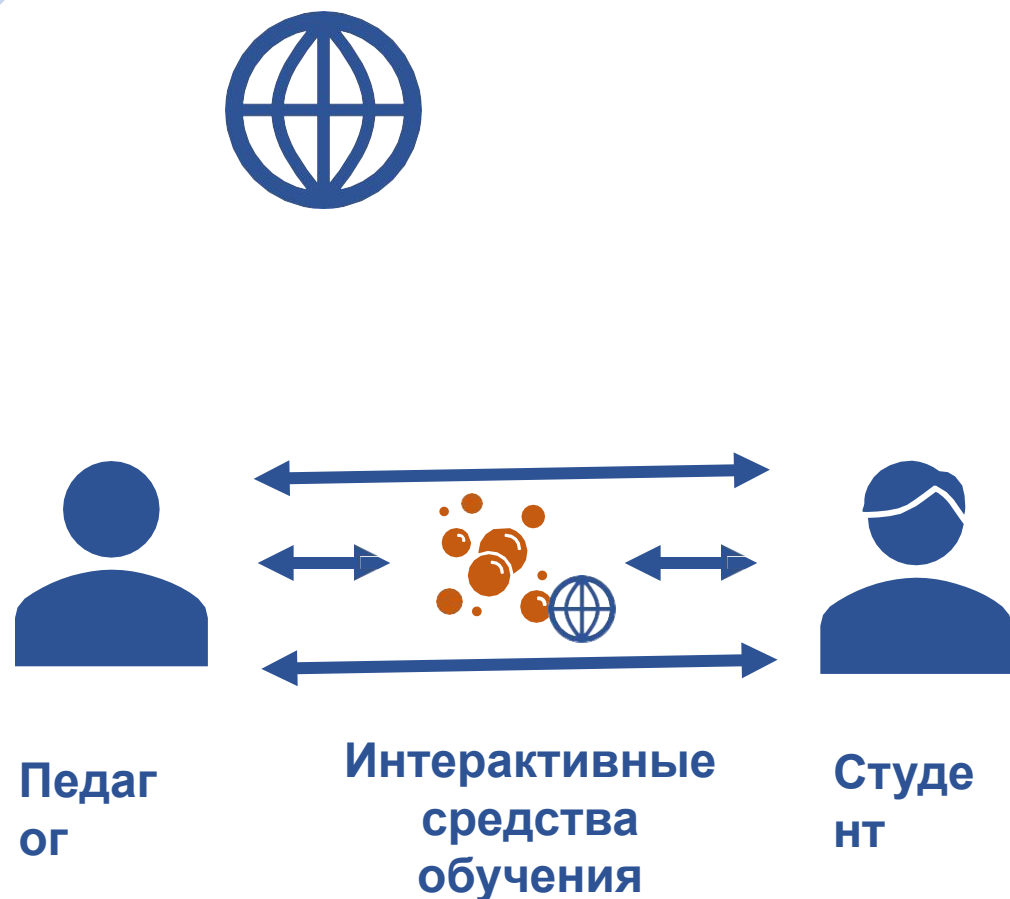 Педаг
ог
Интерактивные
средства
обучения
Студе
нт